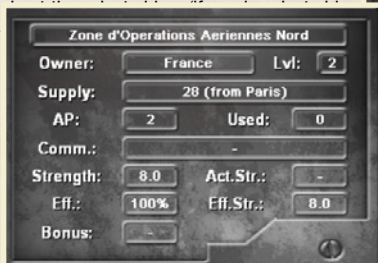 Zone d'Operations Aeriennes Nord
Owner: France Lvl: 2
Supply: 28 (from Paris)
AP: 2 Used: 0
Comm.: -
Strength: 8.0 Act.Str.: -
Eff.: 100% Eff.Str.: 8.0
Bonus: -